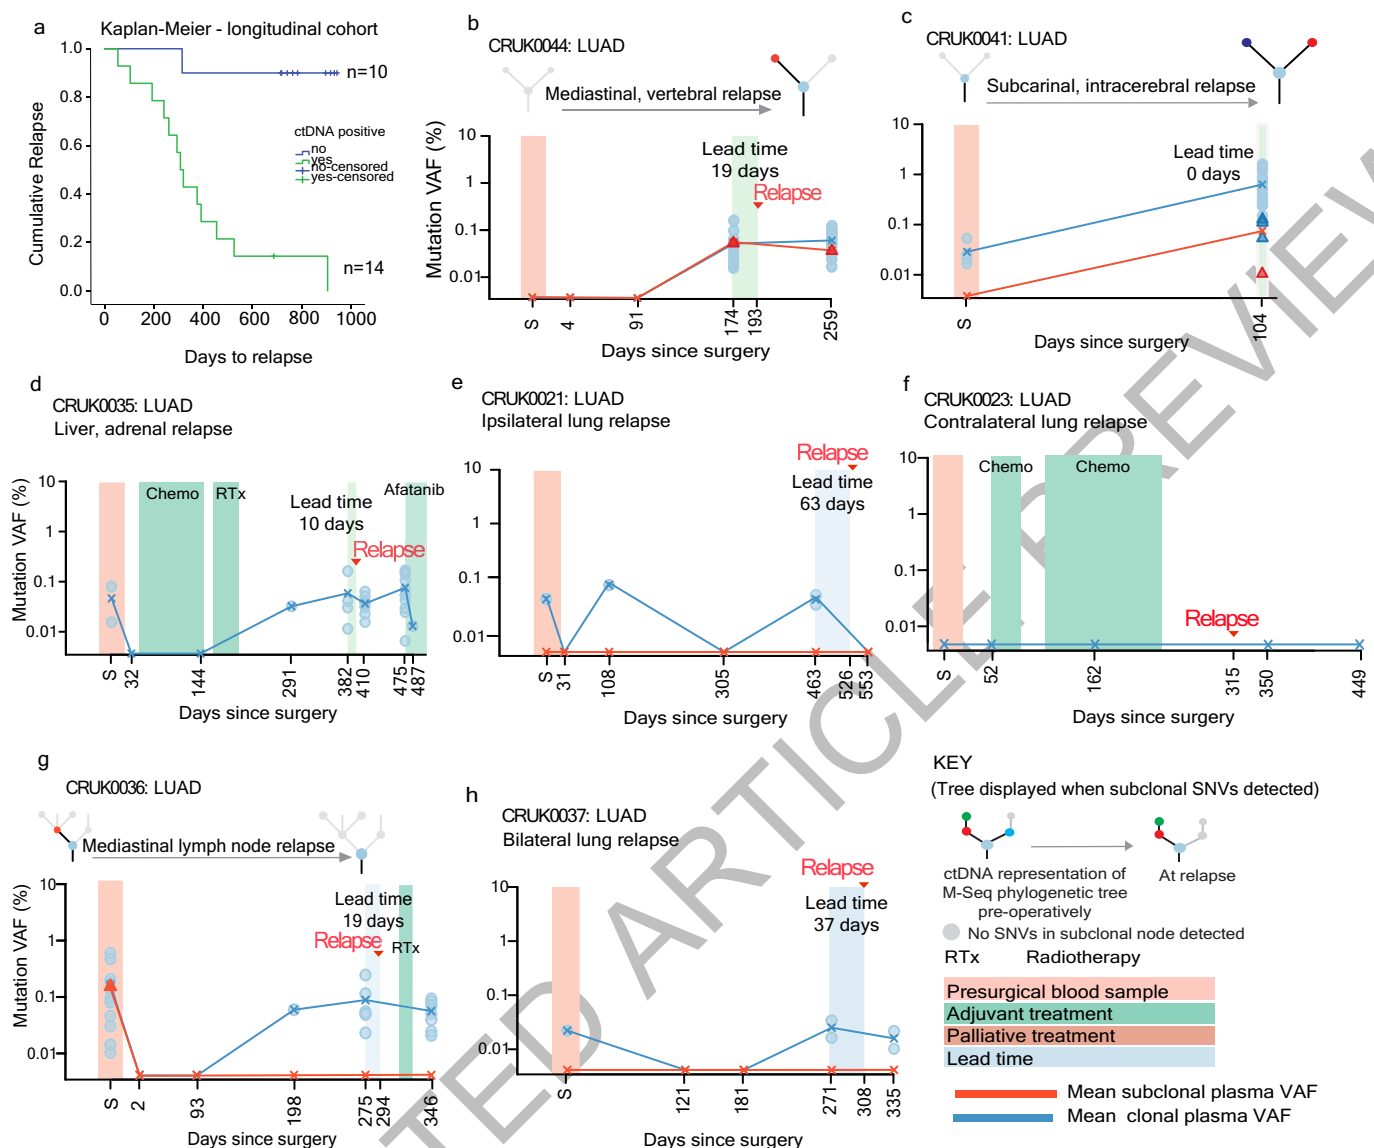 a
Kaplan-Meier - longitudinal cohort
Cumulative Relapse
1.0
0.8
0.6
0.4
0.2
0.0
n=10
n=14
ctDNA positive
no
yes
no-censored
yes-censored
0
200
400
600
800
1000
Days to relapse
b
CRUK0044: LUAD
Mediastinal, vertebral relapse
Mutation VAF (%)
10
1
0.1
0.01
Lead time
19 days
Relapse
S
4
91
174
193
259
Days since surgery
c
CRUK0041: LUAD
Subcarinal, intracerebral relapse
10
1
0.1
0.01
Lead time
0 days
S
104
Days since surgery
d
CRUK0035: LUAD
Liver, adrenal relapse
Mutation VAF (%)
10
1
0.1
0.01
Chemo
RTx
Lead time
10 days
Afatanib
Relapse
S
32
144
291
382
410
475
487
Days since surgery
e
CRUK0021: LUAD
Ipsilateral lung relapse
Relapse
Lead time
63 days
10
1
0.1
0.01
S
31
108
305
463
526
553
Days since surgery
f
CRUK0023: LUAD
Contralateral lung relapse
10
1
0.1
0.01
Chemo
Chemo
Relapse
S
52
162
315
350
449
Days since surgery
g
CRUK0036: LUAD
Mediastinal lymph node relapse
Mutation VAF (%)
10
1
0.1
0.01
Lead time
19 days
Relapse
RTx
S
2
93
198
275
294
346
Days since surgery
h
CRUK0037: LUAD
Bilateral lung relapse
Relapse
Lead time
37 days
10
1
0.1
0.01
S
121
181
271
308
335
Days since surgery
KEY
(Tree displayed when subclonal SNVs detected)
ctDNA representation of
M-Seq phylogenetic tree
pre-operatively
At relapse
No SNVs in subclonal node detected
RTx Radiotherapy
Presurgical blood sample
Adjuvant treatment
Palliative treatment
Lead time
Mean subclonal plasma VAF
Mean clonal plasma VAF
TED ARTICLE PREVIEW